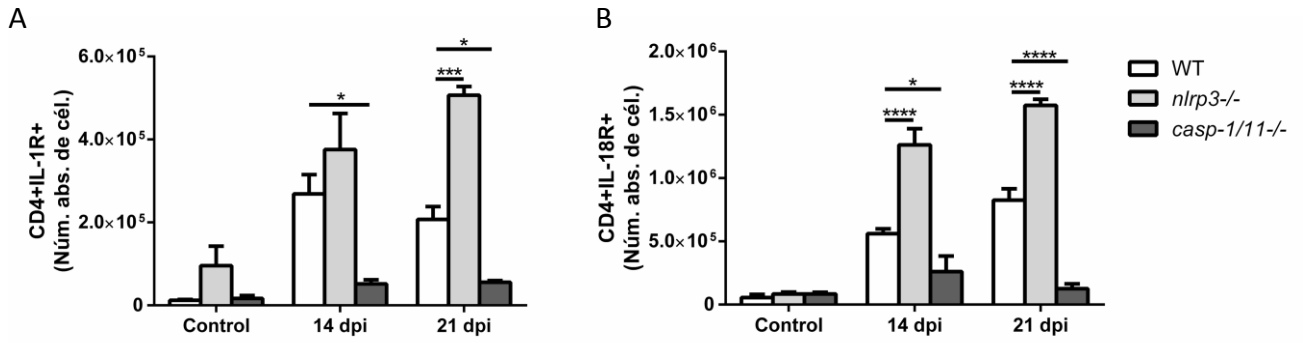 A
CD4+IL-1R+
(Núm. abs. de cél.)
6.0×10⁵
4.0×10⁵
2.0×10⁵
0
Control
14 dpi
21 dpi
*
***
*
B
CD4+IL-18R+
(Núm. abs. de cél.)
2.0×10⁶
1.5×10⁶
1.0×10⁶
5.0×10⁵
0
Control
14 dpi
21 dpi
*
****
****
****
WT
nlrp3-/-
casp-1/11-/-